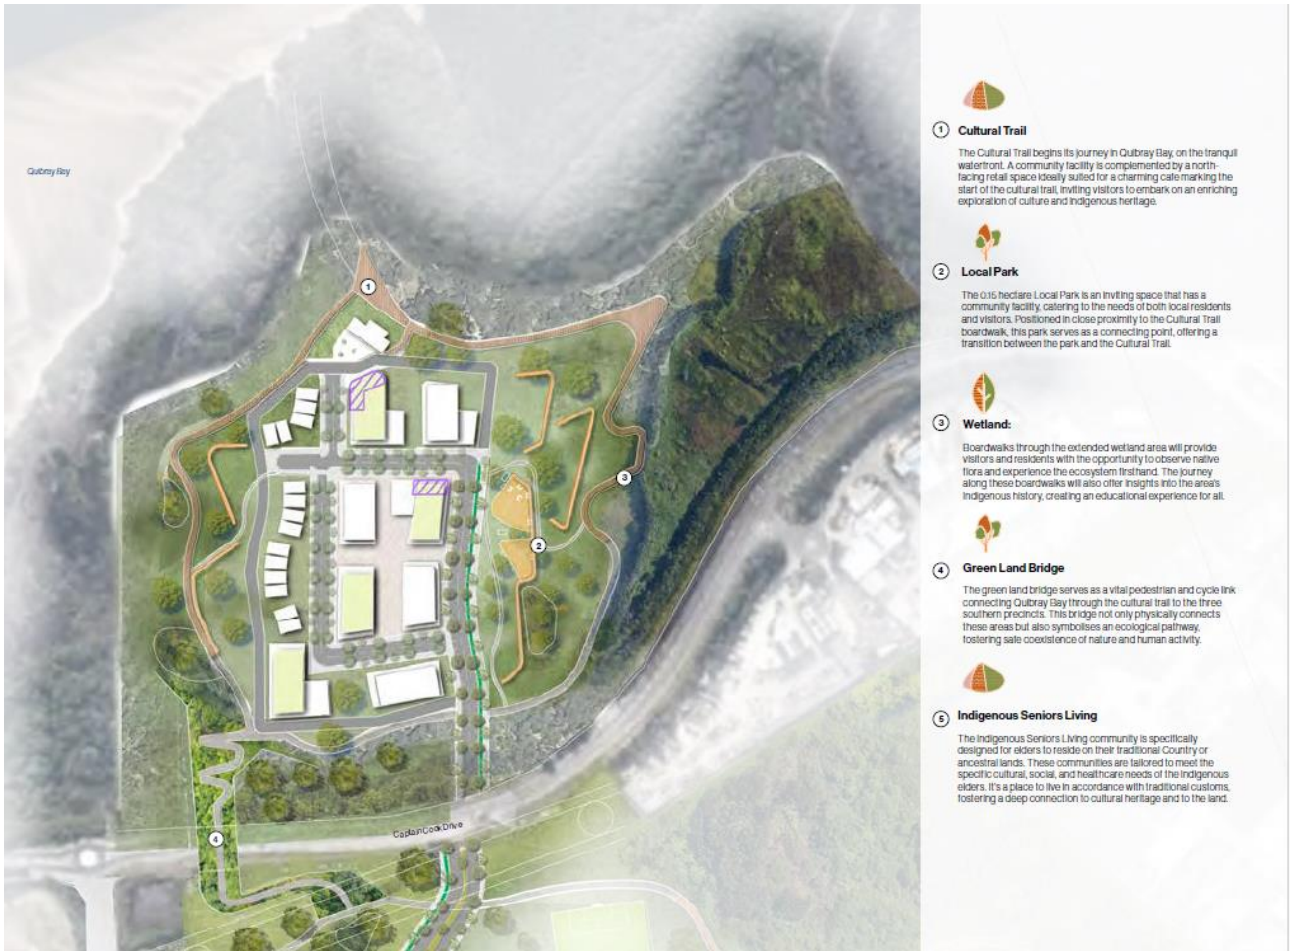 Quibray Bay
1
3
2
4
Captain Cook Drive
1 Cultural Trail
The Cultural Trail begins its journey in Quibray Bay, on the tranquil
waterfront. A community facility is complemented by a north-
facing retail space ideally suited for a charming cafe marking the
start of the cultural trail, inviting visitors to embark on an enriching
exploration of culture and indigenous heritage.
2 Local Park
The 0.15 hectare Local Park is an inviting space that has a
community facility, catering to the needs of both local residents
and visitors. Positioned in close proximity to the Cultural Trail
boardwalk, this park serves as a connecting point, offering a
transition between the park and the Cultural Trail.
3 Wetland:
Boardwalks through the extended wetland area will provide
visitors and residents with the opportunity to observe native
flora and experience the ecosystem firsthand. The journey
along these boardwalks will also offer insights into the area's
Indigenous history, creating an educational experience for all.
4 Green Land Bridge
The green land bridge serves as a vital pedestrian and cycle link
connecting Quibray Bay through the cultural trail to the three
southern precincts. This bridge not only physically connects
these areas but also symbolises an ecological pathway,
fostering safe coexistence of nature and human activity.
5 Indigenous Seniors Living
The Indigenous Seniors Living community is specifically
designed for elders to reside on their traditional Country or
ancestral lands. These communities are tailored to meet the
specific cultural, social, and healthcare needs of the Indigenous
elders. It's a place to live in accordance with traditional customs,
fostering a deep connection to cultural heritage and to the land.